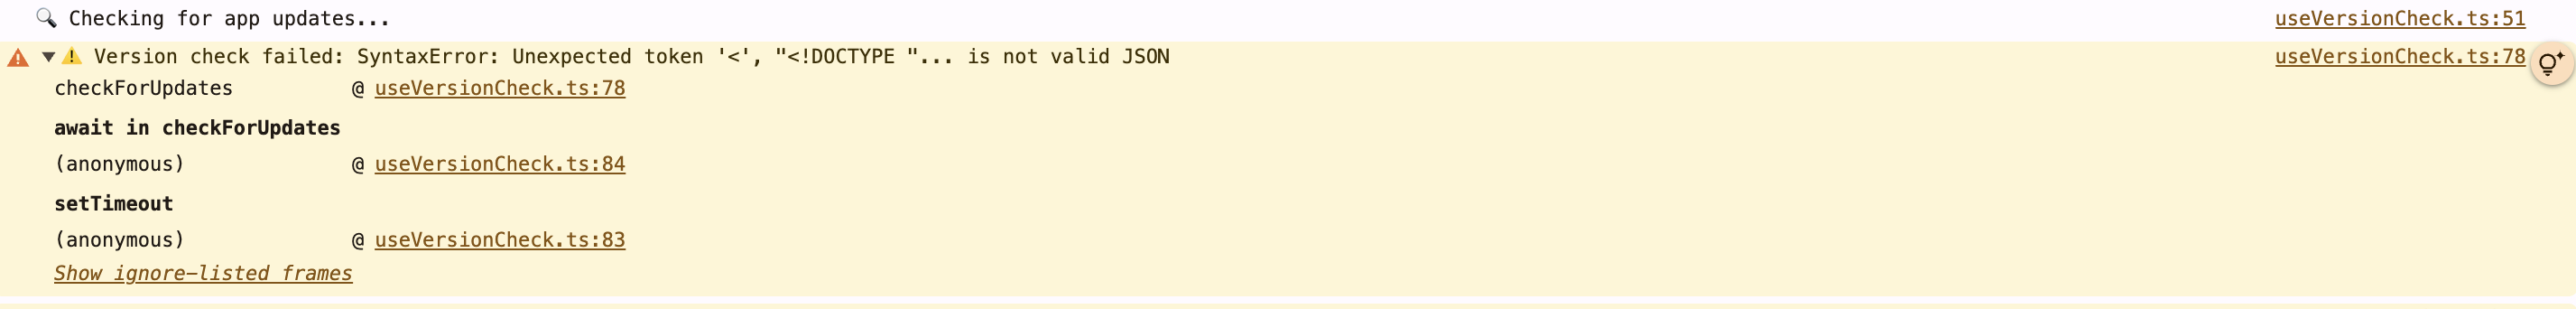 🔍 Checking for app updates... useVersionCheck.ts:51
⚠️ Version check failed: SyntaxError: Unexpected token '<', "<!DOCTYPE "... is not valid JSON useVersionCheck.ts:78
checkForUpdates @ useVersionCheck.ts:78
await in checkForUpdates
(anonymous) @ useVersionCheck.ts:84
setTimeout
(anonymous) @ useVersionCheck.ts:83
Show ignore-listed frames